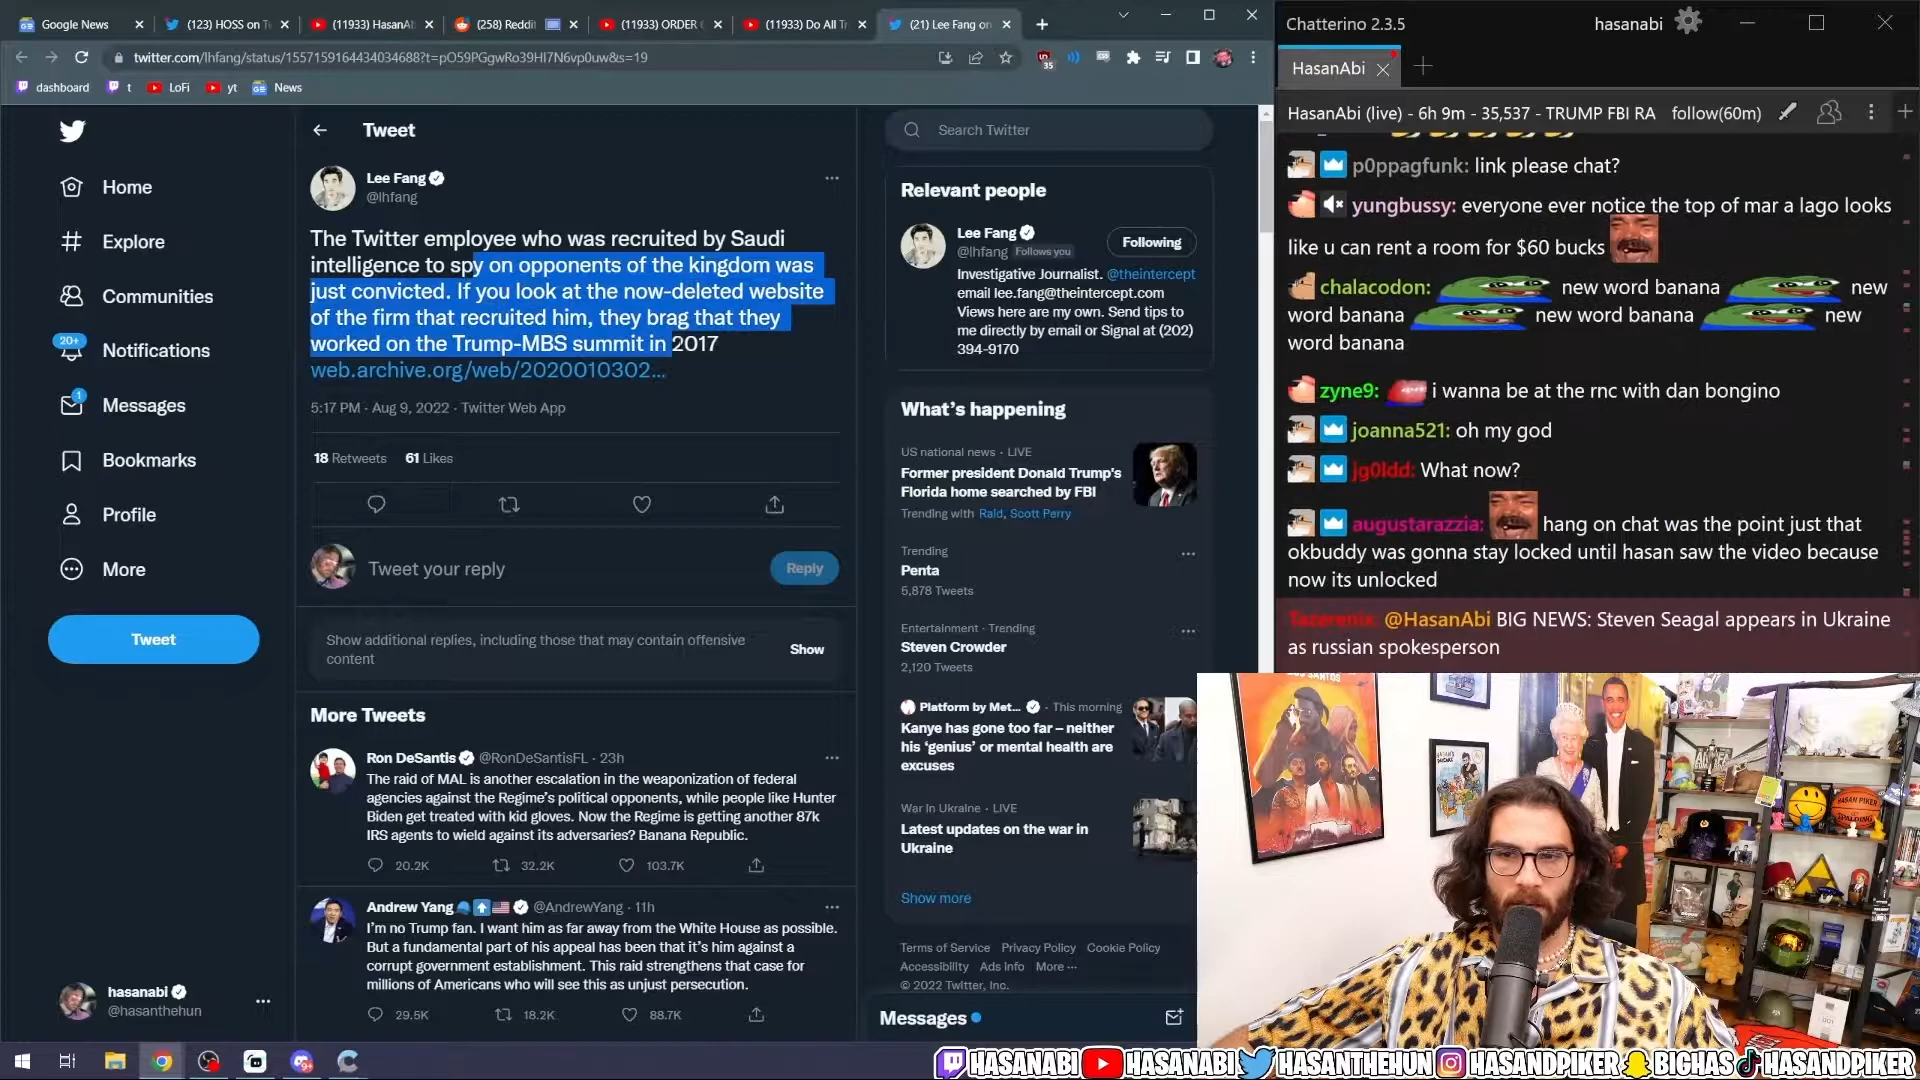 Google News
(123) HOSS on T
(11933) HasanAb
(258) Reddit
(11933) ORDER
(11933) Do All T
(21) Lee Fang on
twitter.com/lhfang/status/1557159164434034688?t=pO59PGgwRo39HI7N6vp0uw&s=19
35
dashboard
t
LoFi
yt
News
Home
Explore
Communities
20+
Notifications
1
Messages
Bookmarks
Profile
More
Tweet
hasanabi
@hasanthehun
Tweet
Lee Fang
@lhfang
The Twitter employee who was recruited by Saudi
intelligence to spy on opponents of the kingdom was
just convicted. If you look at the now-deleted website
of the firm that recruited him, they brag that they
worked on the Trump-MBS summit in 2017
web.archive.org/web/2020010302...
5:17 PM · Aug 9, 2022 · Twitter Web App
18 Retweets 61 Likes
Tweet your reply
Reply
Show additional replies, including those that may contain offensive
content
Show
More Tweets
Ron DeSantis @RonDeSantisFL · 23h
The raid of MAL is another escalation in the weaponization of federal
agencies against the Regime's political opponents, while people like Hunter
Biden get treated with kid gloves. Now the Regime is getting another 87k
IRS agents to wield against its adversaries? Banana Republic.
20.2K 32.2K 103.7K
Andrew Yang @AndrewYang · 11h
I'm no Trump fan. I want him as far away from the White House as possible.
But a fundamental part of his appeal has been that it's him against a
corrupt government establishment. This raid strengthens that case for
millions of Americans who will see this as unjust persecution.
29.5K 18.2K 88.7K
Search Twitter
Relevant people
Lee Fang
@lhfang Follows you
Following
Investigative Journalist. @theintercept
email lee.fang@theintercept.com
Views here are my own. Send tips to
me directly by email or Signal at (202)
394-9170
What's happening
US national news · LIVE
Former president Donald Trump's
Florida home searched by FBI
Trending with Raid, Scott Perry
Trending
Penta
5,878 Tweets
Entertainment · Trending
Steven Crowder
2,120 Tweets
Platform by Met... · This morning
Kanye has gone too far – neither
his 'genius' or mental health are
excuses
War in Ukraine · LIVE
Latest updates on the war in
Ukraine
Show more
Terms of Service Privacy Policy Cookie Policy
Accessibility Ads info More ···
© 2022 Twitter, Inc.
Messages
Chatterino 2.3.5
hasanabi
HasanAbi
HasanAbi (live) - 6h 9m - 35,537 - TRUMP FBI RA follow(60m)
p0ppagfunk: link please chat?
yungbussy: everyone ever notice the top of mar a lago looks
like u can rent a room for $60 bucks
chalacodon: new word banana new
word banana new word banana new
word banana
zyne9: i wanna be at the rnc with dan bongino
joanna521: oh my god
jg0ldd: What now?
augustarazzia: hang on chat was the point just that
okbuddy was gonna stay locked until hasan saw the video because
now its unlocked
Tazerenix: @HasanAbi BIG NEWS: Steven Seagal appears in Ukraine
as russian spokesperson
LOS SANTOS
HASAN PIKER
HASANABI HASANABI HASANTHEHUN HASANDPIKER BIGHAS HASANDPIKER